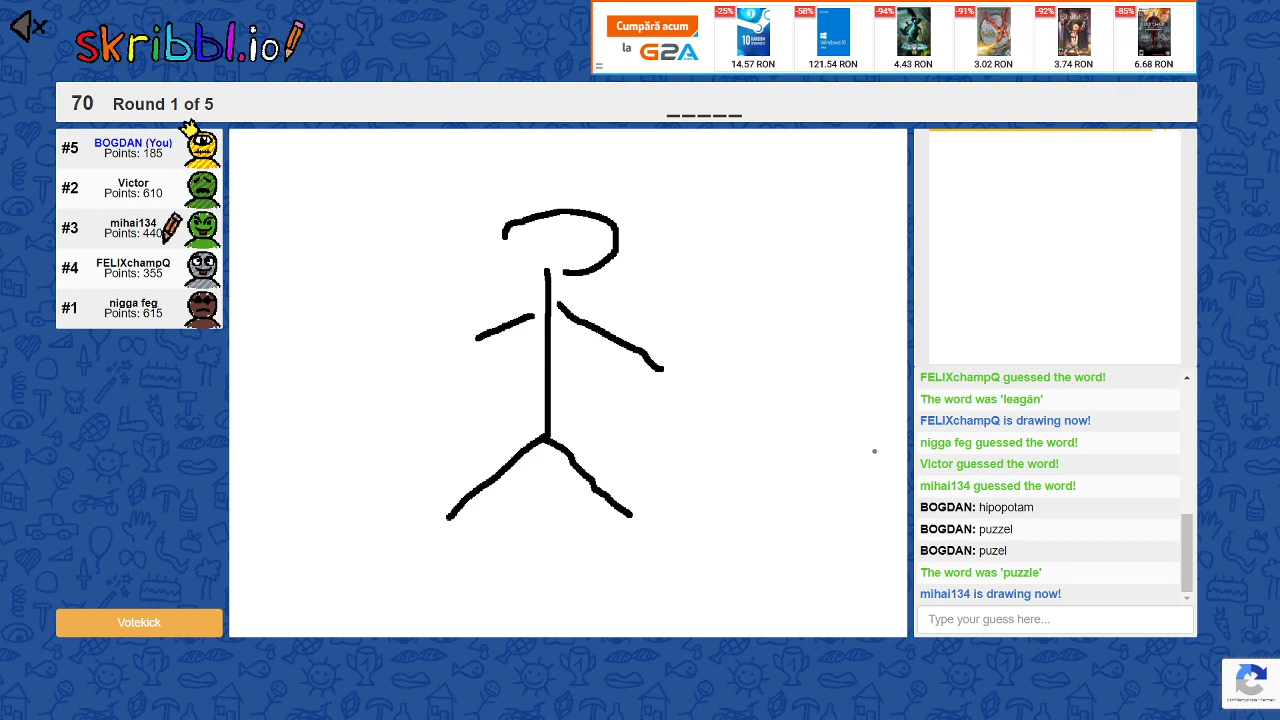 skribbl.io!
Cumpără acum
la G2A
-25%
14.57 RON
-58%
Windows 10
121.54 RON
-94%
4.43 RON
-91%
3.02 RON
-92%
3.74 RON
-85%
6.68 RON
70 Round 1 of 5
#5 BOGDAN (You)
Points: 185
#2 Victor
Points: 610
#3 mihai134
Points: 440
#4 FELIXchampQ
Points: 355
#1 nigga feg
Points: 615
Votekick
FELIXchampQ guessed the word!
The word was 'leagăn'
FELIXchampQ is drawing now!
nigga feg guessed the word!
Victor guessed the word!
mihai134 guessed the word!
BOGDAN: hipopotam
BOGDAN: puzzel
BOGDAN: puzel
The word was 'puzzle'
mihai134 is drawing now!
Type your guess here...